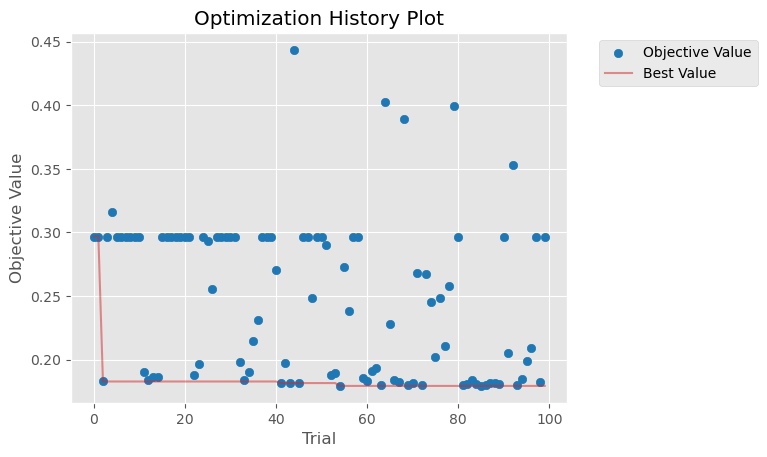 Optimization History Plot
Objective Value
Best Value
0.45
0.40
0.35
0.30
0.25
0.20
Objective Value
0
20
40
60
80
100
Trial